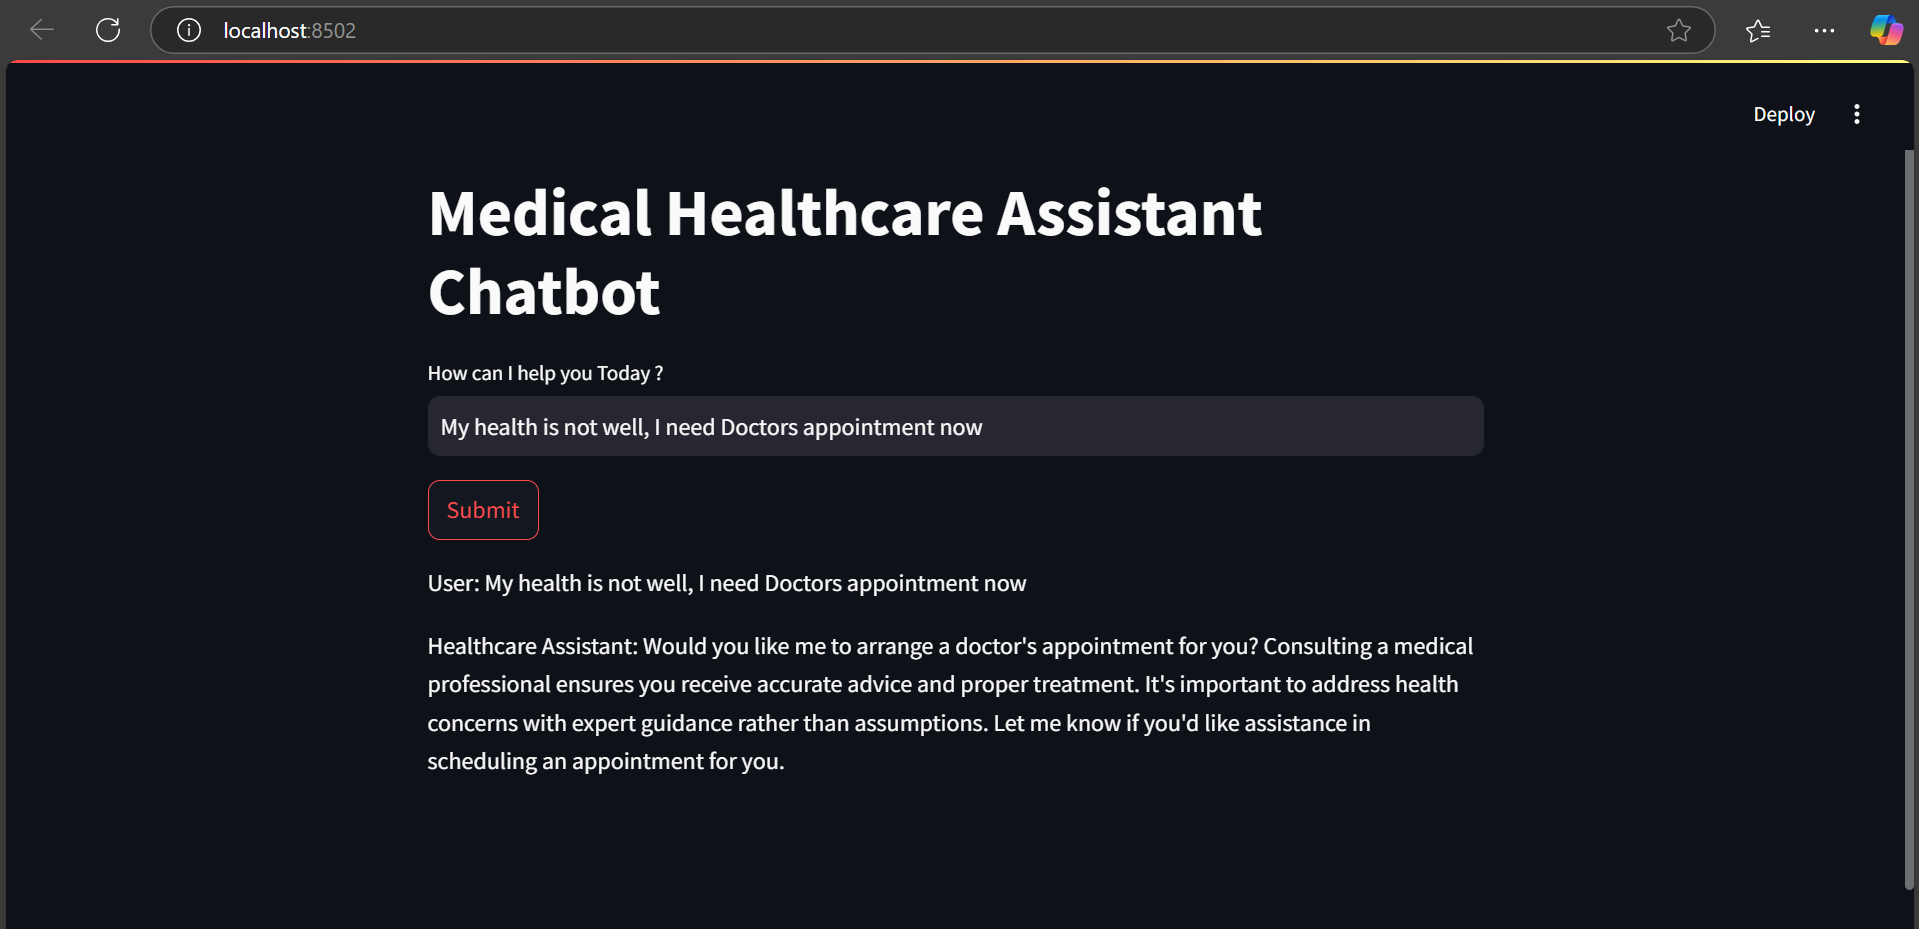 localhost:8502
Deploy
Medical Healthcare Assistant
Chatbot
How can I help you Today ?
My health is not well, I need Doctors appointment now
Submit
User: My health is not well, I need Doctors appointment now
Healthcare Assistant: Would you like me to arrange a doctor's appointment for you? Consulting a medical
professional ensures you receive accurate advice and proper treatment. It's important to address health
concerns with expert guidance rather than assumptions. Let me know if you'd like assistance in
scheduling an appointment for you.